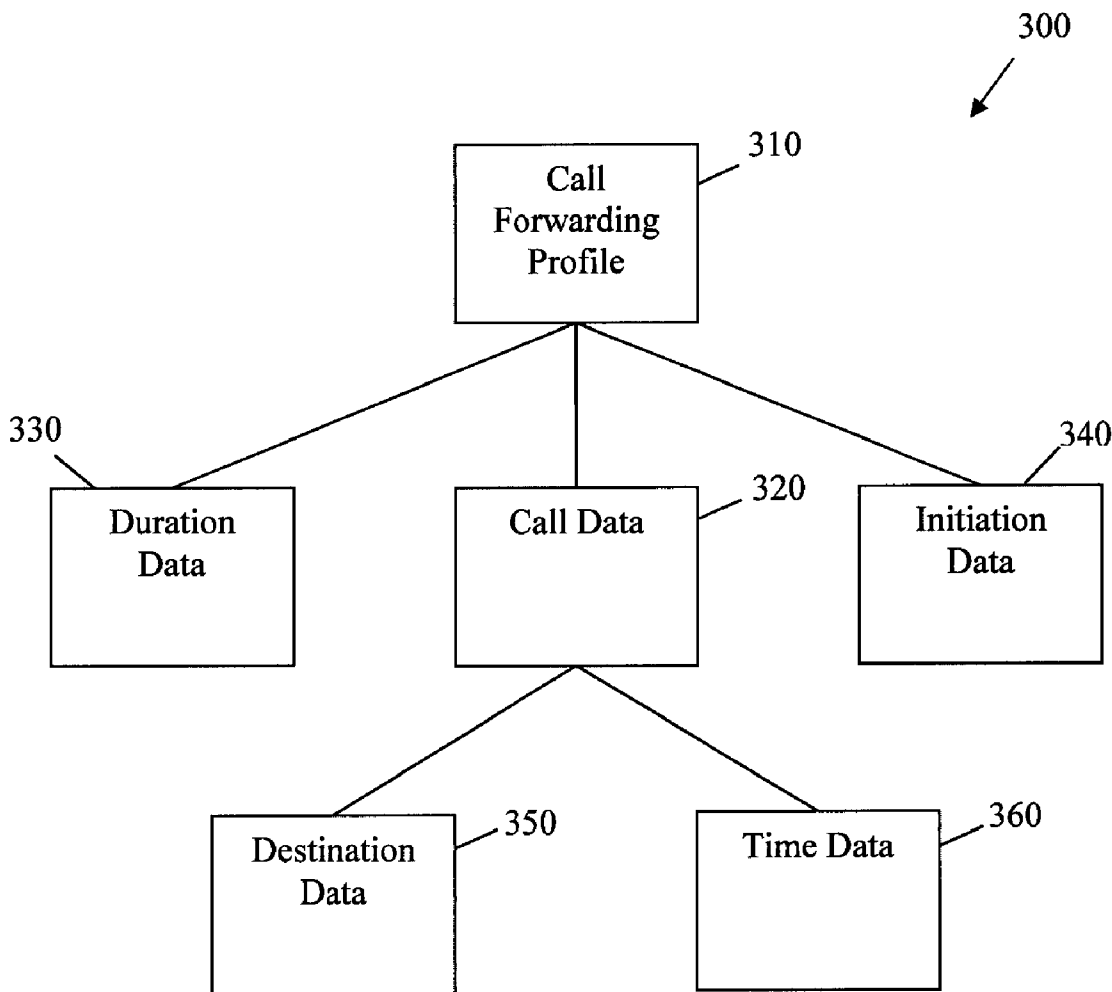 300
310
Call
Forwarding
Profile
330
340
320
Duration
Data
Call Data
Initiation
Data
350
360
Destination
Data
Time Data